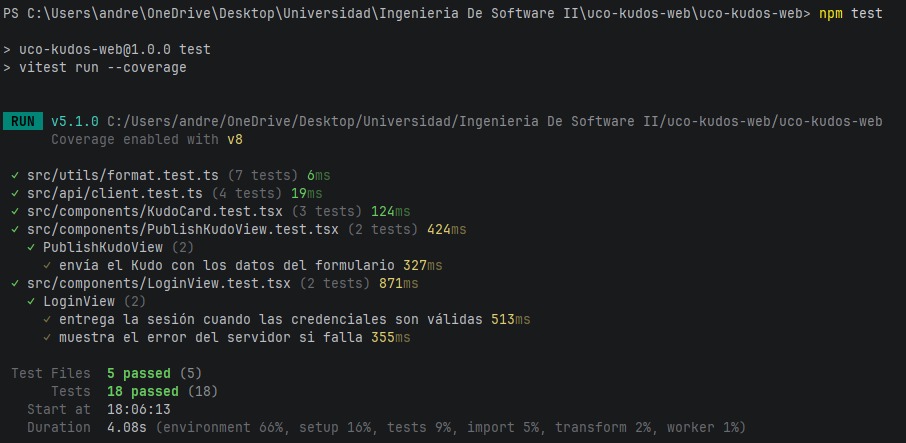 PS C:\Users\andre\OneDrive\Desktop\Universidad\Ingenieria De Software II\uco-kudos-web\uco-kudos-web> npm test
> uco-kudos-web@1.0.0 test
> vitest run --coverage
RUN v5.1.0 C:/Users/andre/OneDrive/Desktop/Universidad/Ingenieria De Software II/uco-kudos-web/uco-kudos-web
Coverage enabled with v8
✓ src/utils/format.test.ts (7 tests) 6ms
✓ src/api/client.test.ts (4 tests) 19ms
✓ src/components/KudoCard.test.tsx (3 tests) 124ms
✓ src/components/PublishKudoView.test.tsx (2 tests) 424ms
✓ PublishKudoView (2)
✓ envía el Kudo con los datos del formulario 327ms
✓ src/components/LoginView.test.tsx (2 tests) 871ms
✓ LoginView (2)
✓ entrega la sesión cuando las credenciales son válidas 513ms
✓ muestra el error del servidor si falla 355ms
Test Files 5 passed (5)
Tests 18 passed (18)
Start at 18:06:13
Duration 4.08s (environment 66%, setup 16%, tests 9%, import 5%, transform 2%, worker 1%)